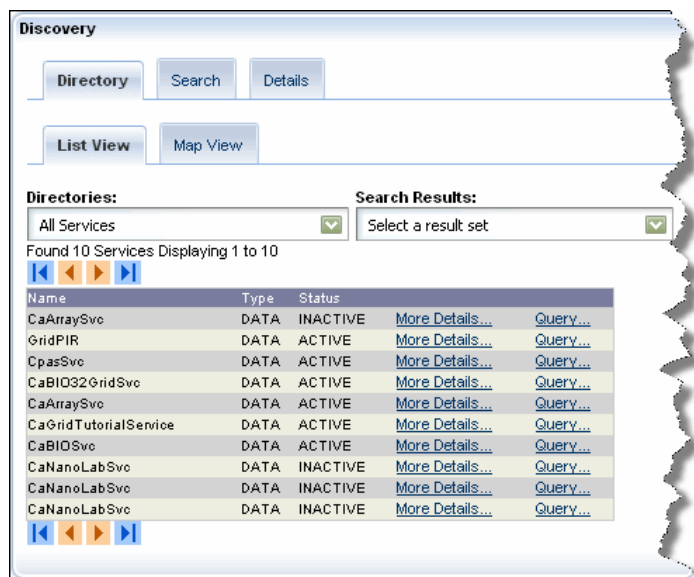 Discovery
Directory Search Details
List View Map View
Directories: Search Results:
All Services Select a result set
Found 10 Services Displaying 1 to 10
Name Type Status
CaArraySvc DATA INACTIVE More Details... Query...
GridPIR DATA ACTIVE More Details... Query...
CpasSvc DATA ACTIVE More Details... Query...
CaBIO32GridSvc DATA ACTIVE More Details... Query...
CaArraySvc DATA ACTIVE More Details... Query...
CaGridTutorialService DATA ACTIVE More Details... Query...
CaBIOSvc DATA ACTIVE More Details... Query...
CaNanoLabSvc DATA INACTIVE More Details... Query...
CaNanoLabSvc DATA INACTIVE More Details... Query...
CaNanoLabSvc DATA INACTIVE More Details... Query...